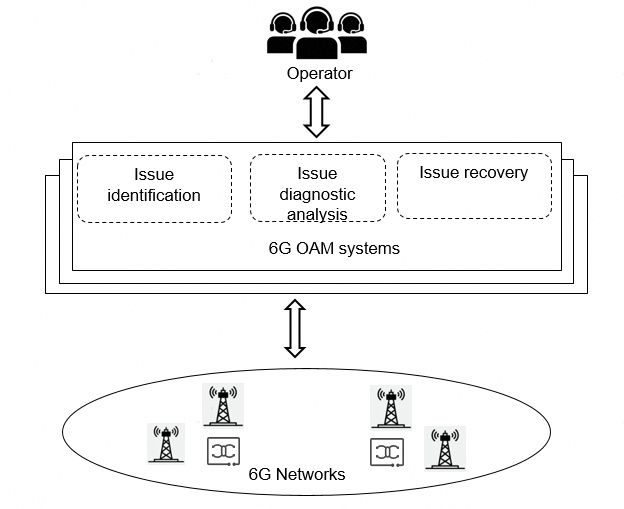 Operator
Issue
identification
Issue
diagnostic
analysis
Issue recovery
6G OAM systems
6G Networks